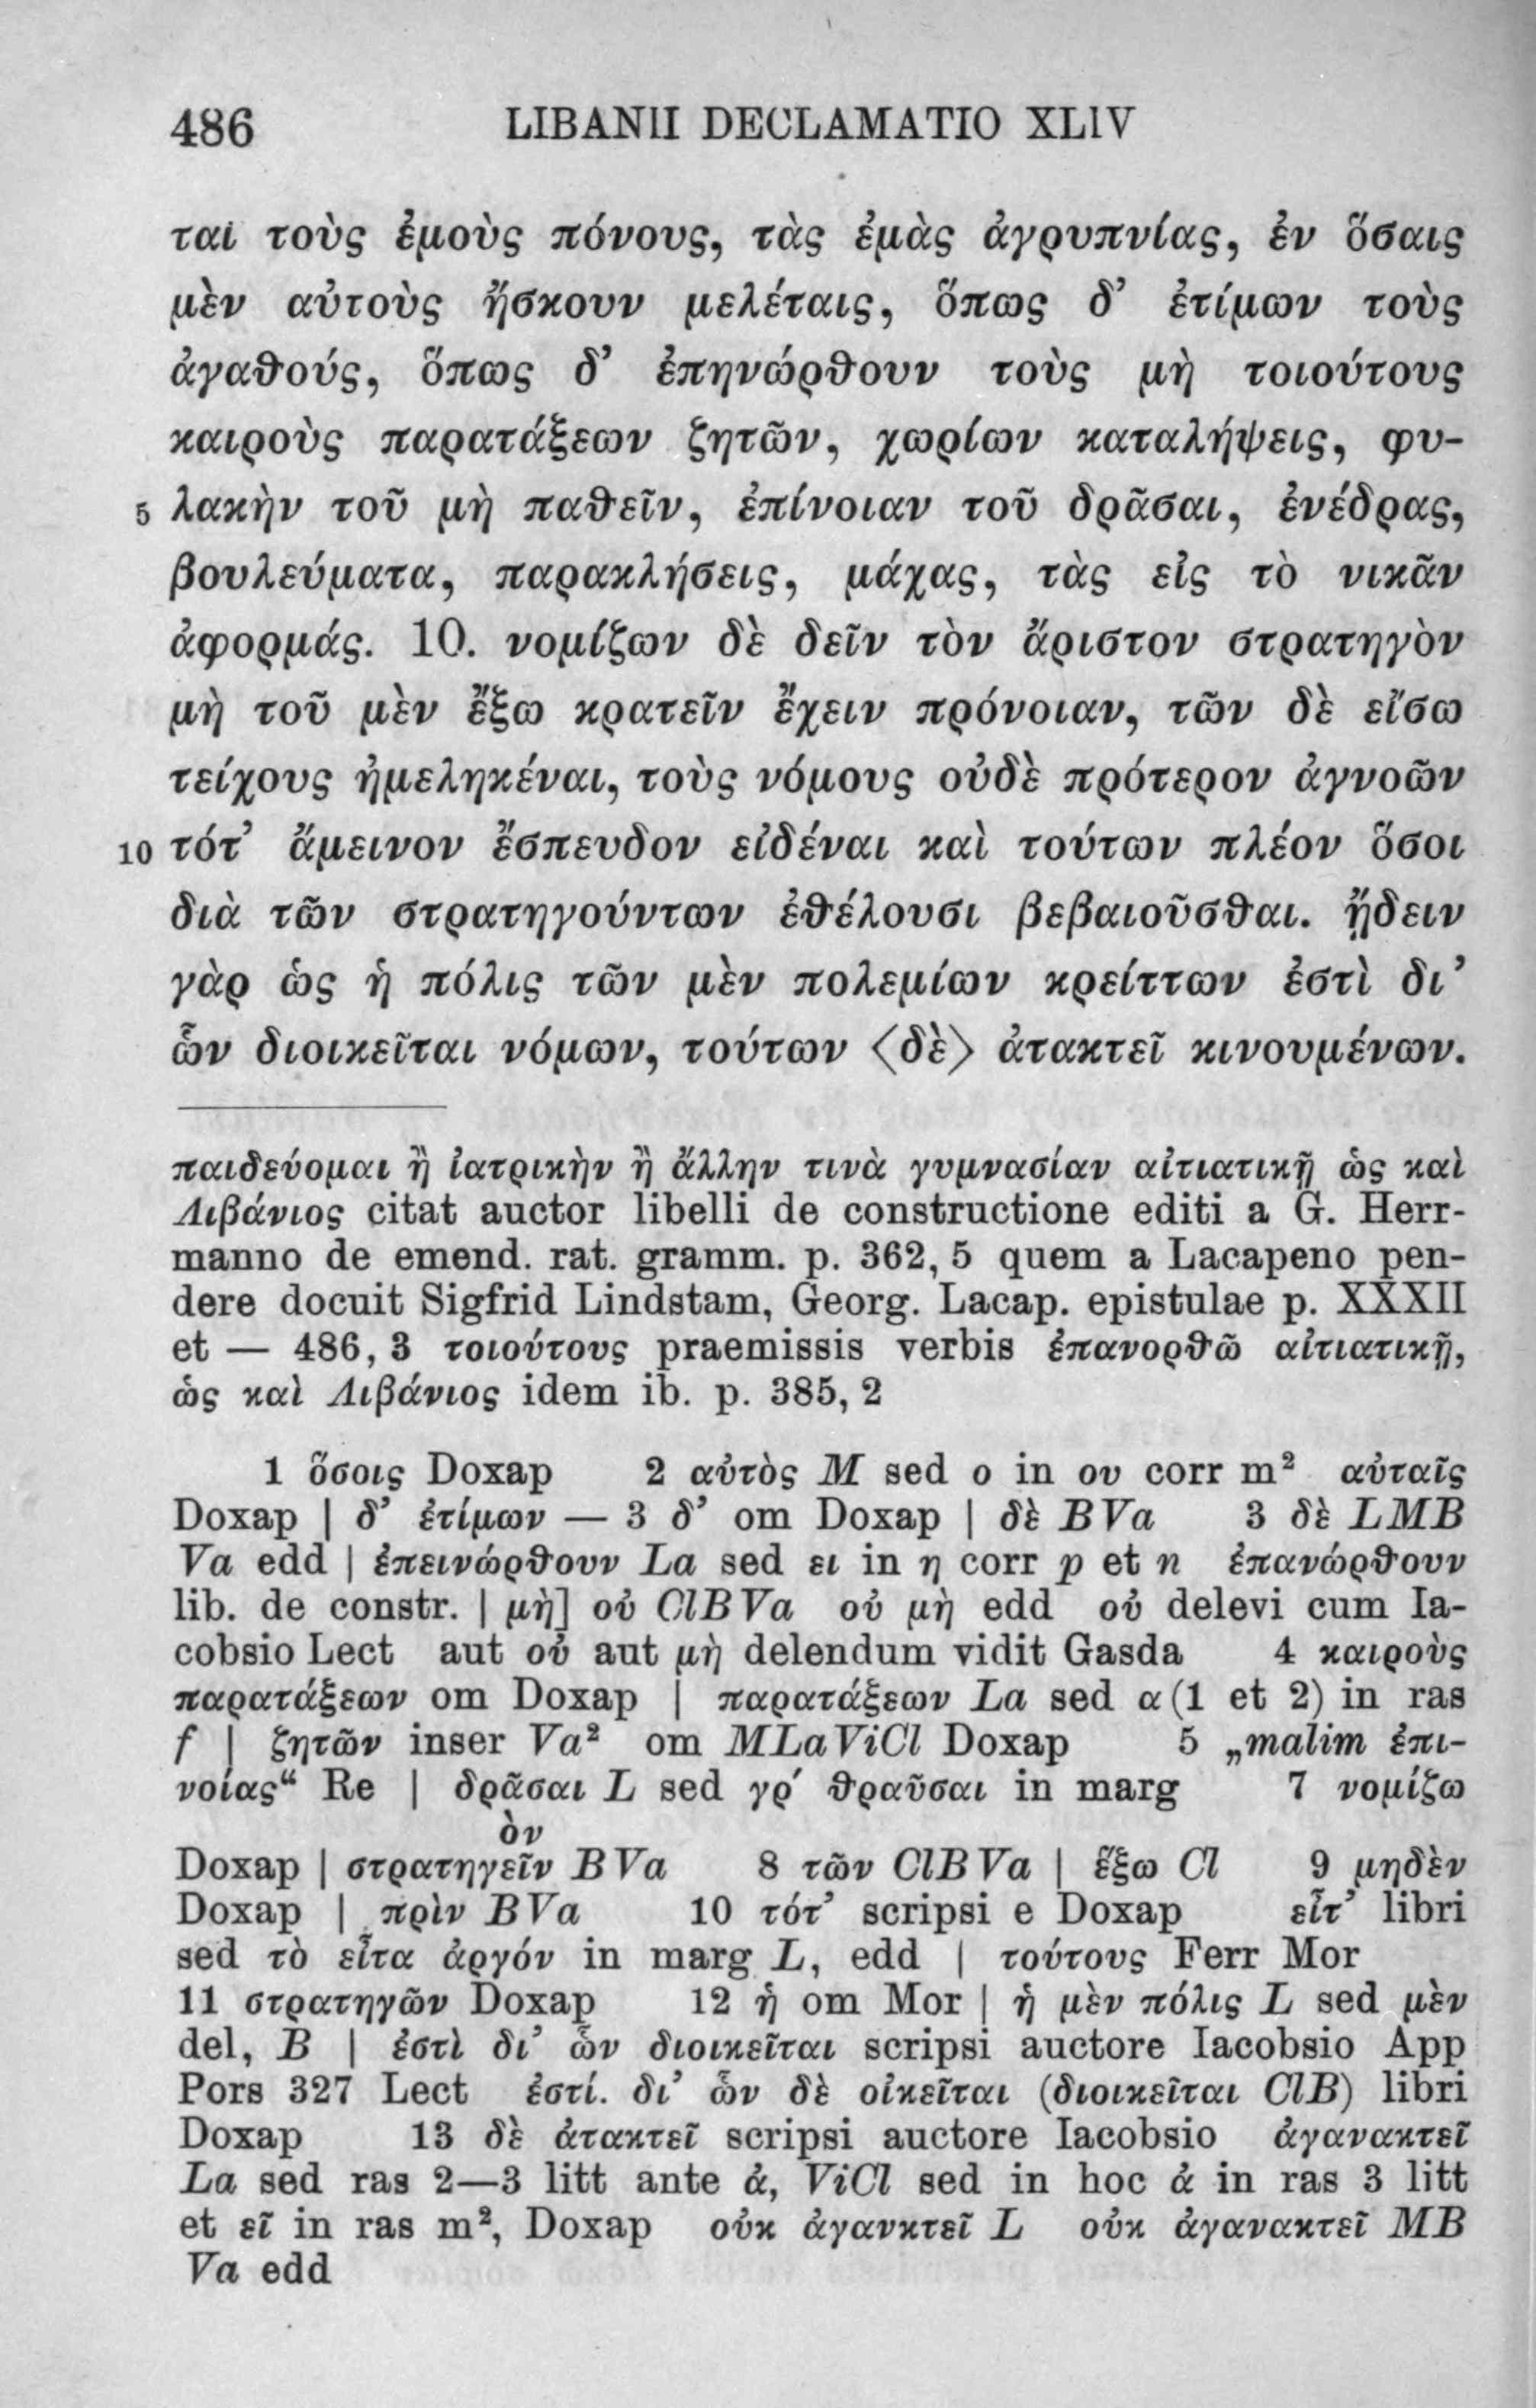 486 LIBANII DECLAMATIO XLIV
ται τοὺς ἐμοὺς πόνους, τὰς ἐμὰς ἀγρυπνίας, ἐν ὅσαις
μὲν αὐτοὺς ἤσκουν μελέταις, ὅπως δ’ ἐτίμων τοὺς
ἀγαθούς, ὅπως δ’ ἐπηνώρθουν τοὺς μὴ τοιούτους
καιροὺς παρατάξεων ζητῶν, χωρίων καταλήψεις, φυ-
5 λακὴν τοῦ μὴ παθεῖν, ἐπίνοιαν τοῦ δρᾶσαι, ἐνέδρας,
βουλεύματα, παρακλήσεις, μάχας, τὰς εἰς τὸ νικᾶν
ἀφορμάς. 10. νομίζων δὲ δεῖν τὸν ἄριστον στρατηγὸν
μὴ τοῦ μὲν ἔξω κρατεῖν ἔχειν πρόνοιαν, τῶν δὲ εἴσω
τείχους ἠμεληκέναι, τοὺς νόμους οὐδὲ πρότερον ἀγνοῶν
10 τότ’ ἄμεινον ἔσπευδον εἰδέναι καὶ τούτων πλέον ὅσοι
διὰ τῶν στρατηγούντων ἐθέλουσι βεβαιοῦσθαι. ᾔδειν
γὰρ ὡς ἡ πόλις τῶν μὲν πολεμίων κρείττων ἐστὶ δι’
ὧν διοικεῖται νόμων, τούτων ⟨δὲ⟩ ἀτακτεῖ κινουμένων.
παιδεύομαι ἢ ἰατρικὴν ἢ ἄλλην τινὰ γυμνασίαν αἰτιατικῇ ὡς καὶ
Λιβάνιος citat auctor libelli de constructione editi a G. Herr-
manno de emend. rat. gramm. p. 362, 5 quem a Lacapeno pen-
dere docuit Sigfrid Lindstam, Georg. Lacap. epistulae p. XXXII
et — 486, 3 τοιούτους praemissis verbis ἐπανορθῶ αἰτιατικῇ,
ὡς καὶ Λιβάνιος idem ib. p. 385, 2
1 ὅσοις Doxap 2 αὐτὸς M sed ο in ου corr m² αὐταῖς
Doxap | δ’ ἐτίμων — 3 δ’ om Doxap | δὲ BVa 3 δὲ LMB
Va edd | ἐπεινώρθουν La sed ει in η corr p et n ἐπανώρθουν
lib. de constr. | μὴ] οὐ ClBVa οὐ μὴ edd οὐ delevi cum Ia-
cobsio Lect aut οὐ aut μὴ delendum vidit Gasda 4 καιροὺς
παρατάξεων om Doxap | παρατάξεων La sed α (1 et 2) in ras
f | ζητῶν inser Va² om MLaViCl Doxap 5 „malim ἐπι-
νοίας“ Re | δρᾶσαι L sed γρʹ θραῦσαι in marg 7 νομίζω
ὸν
Doxap | στρατηγεῖν BVa 8 τῶν ClBVa | ἕξω Cl 9 μηδὲν
Doxap | πρὶν BVa 10 τότ’ scripsi e Doxap εἶτ’ libri
sed τὸ εἶτα ἀργόν in marg L, edd | τούτους Ferr Mor
11 στρατηγῶν Doxap 12 ἡ om Mor | ἡ μὲν πόλις L sed μὲν
del, B | ἐστὶ δι’ ὧν διοικεῖται scripsi auctore Iacobsio App
Pors 327 Lect ἐστί. δι’ ὧν δὲ οἰκεῖται (διοικεῖται ClB) libri
Doxap 13 δὲ ἀτακτεῖ scripsi auctore Iacobsio ἀγανακτεῖ
La sed ras 2—3 litt ante ἀ, ViCl sed in hoc ἀ in ras 3 litt
et εῖ in ras m², Doxap οὐκ ἀγανκτεῖ L οὐκ ἀγανακτεῖ MB
Va edd